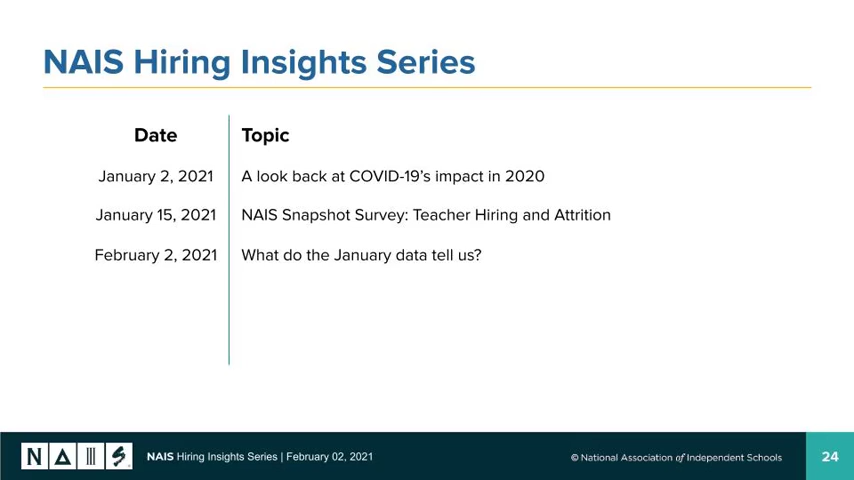 NAIS Hiring Insights Series
Date Topic
January 2, 2021 A look back at COVID-19’s impact in 2020
January 15, 2021 NAIS Snapshot Survey: Teacher Hiring and Attrition
February 2, 2021 What do the January data tell us?
NAIS NAIS Hiring Insights Series | February 02, 2021 © National Association of Independent Schools 24